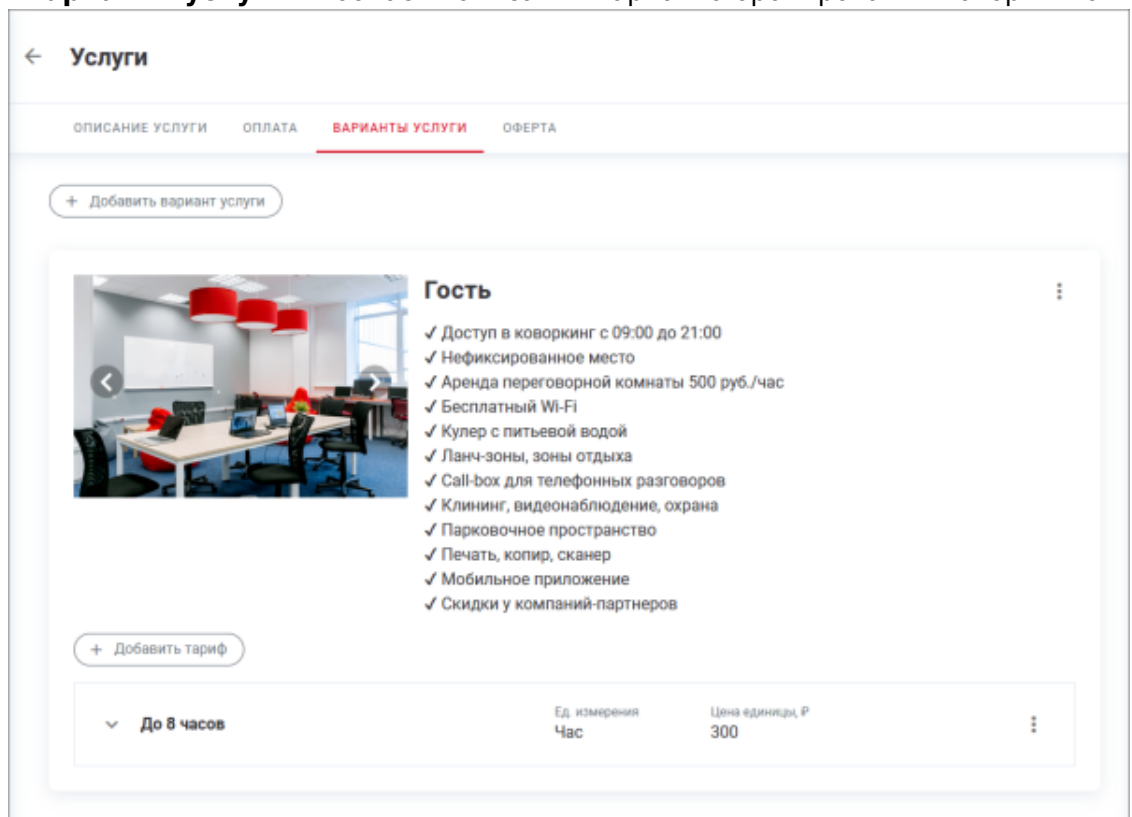 Услуги
ОПИСАНИЕ УСЛУГИ ОПЛАТА ВАРИАНТЫ УСЛУГИ ОФЕРТА
+ Добавить вариант услуги
Гость
✓ Доступ в коворкинг с 09:00 до 21:00
✓ Нефиксированное место
✓ Аренда переговорной комнаты 500 руб./час
✓ Бесплатный Wi-Fi
✓ Кулер с питьевой водой
✓ Ланч-зоны, зоны отдыха
✓ Call-box для телефонных разговоров
✓ Клининг, видеонаблюдение, охрана
✓ Парковочное пространство
✓ Печать, копир, сканер
✓ Мобильное приложение
✓ Скидки у компаний-партнеров
+ Добавить тариф
До 8 часов
Ед. измерения
Час
Цена единицы, ₽
300